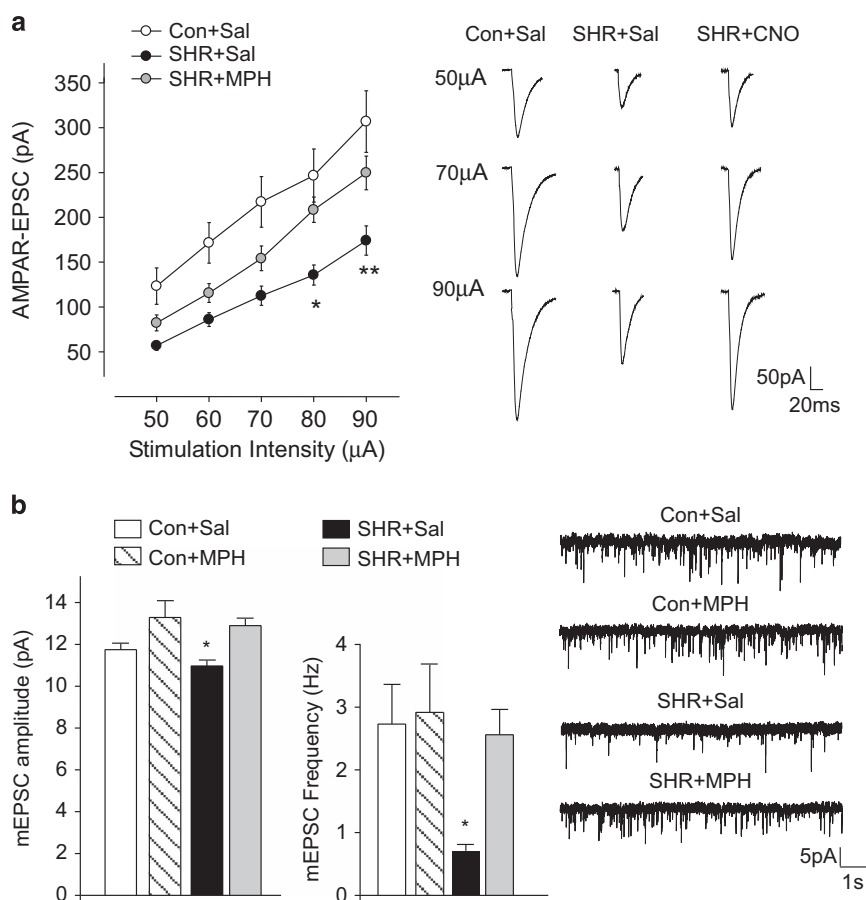 a
Con+Sal
SHR+Sal
SHR+MPH
AMPAR-EPSC (pA)
350
300
250
200
150
100
50
*
**
50 60 70 80 90
Stimulation Intensity (µA)
Con+Sal SHR+Sal SHR+CNO
50µA
70µA
90µA
50pA
20ms
b
Con+Sal SHR+Sal
Con+MPH SHR+MPH
mEPSC amplitude (pA)
14
12
10
8
6
4
2
0
*
mEPSC Frequency (Hz)
4
3
2
1
0
*
Con+Sal
Con+MPH
SHR+Sal
SHR+MPH
5pA
1s